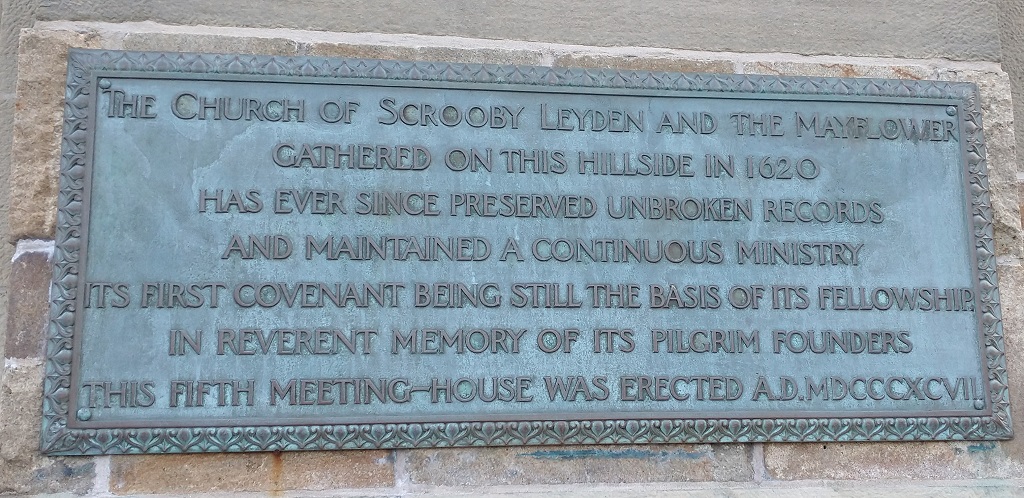 THE CHURCH OF SCROOBY LEYDEN AND THE MAYFLOWER
GATHERED ON THIS HILLSIDE IN 1620
HAS EVER SINCE PRESERVED UNBROKEN RECORDS
AND MAINTAINED A CONTINUOUS MINISTRY
ITS FIRST COVENANT BEING STILL THE BASIS OF ITS FELLOWSHIP.
IN REVERENT MEMORY OF ITS PILGRIM FOUNDERS
THIS FIFTH MEETING-HOUSE WAS ERECTED A.D. MDCCCXCVII